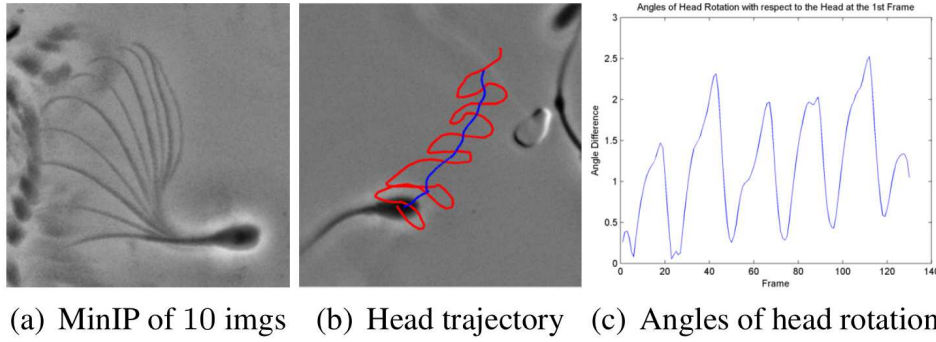 Angles of Head Rotation with respect to the Head at the 1st Frame
3
2.5
2
1.5
1
0.5
0
Angle Difference
0 20 40 60 80 100 120 140
Frame
(a) MinIP of 10 imgs (b) Head trajectory (c) Angles of head rotation